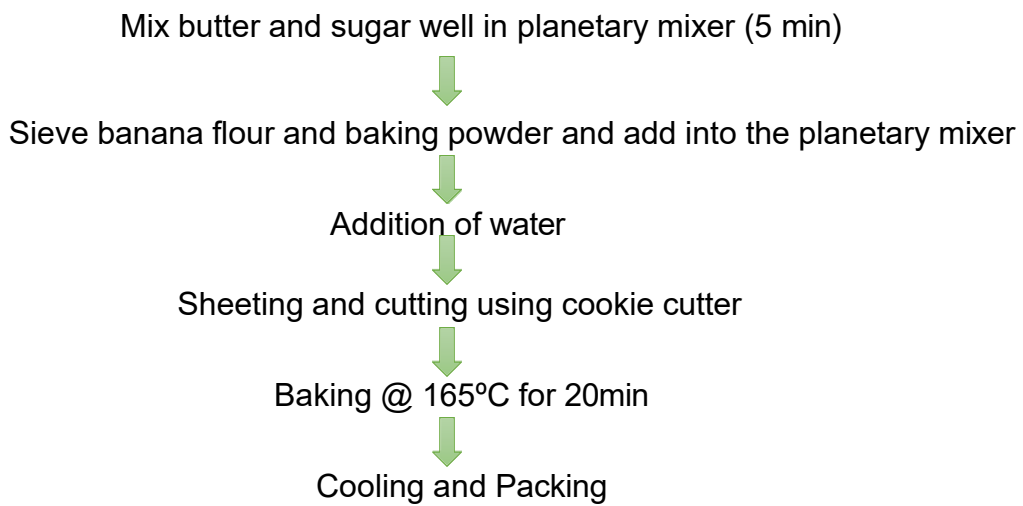 Mix butter and sugar well in planetary mixer (5 min)
Sieve banana flour and baking powder and add into the planetary mixer
Addition of water
Sheeting and cutting using cookie cutter
Baking @ 165ºC for 20min
Cooling and Packing